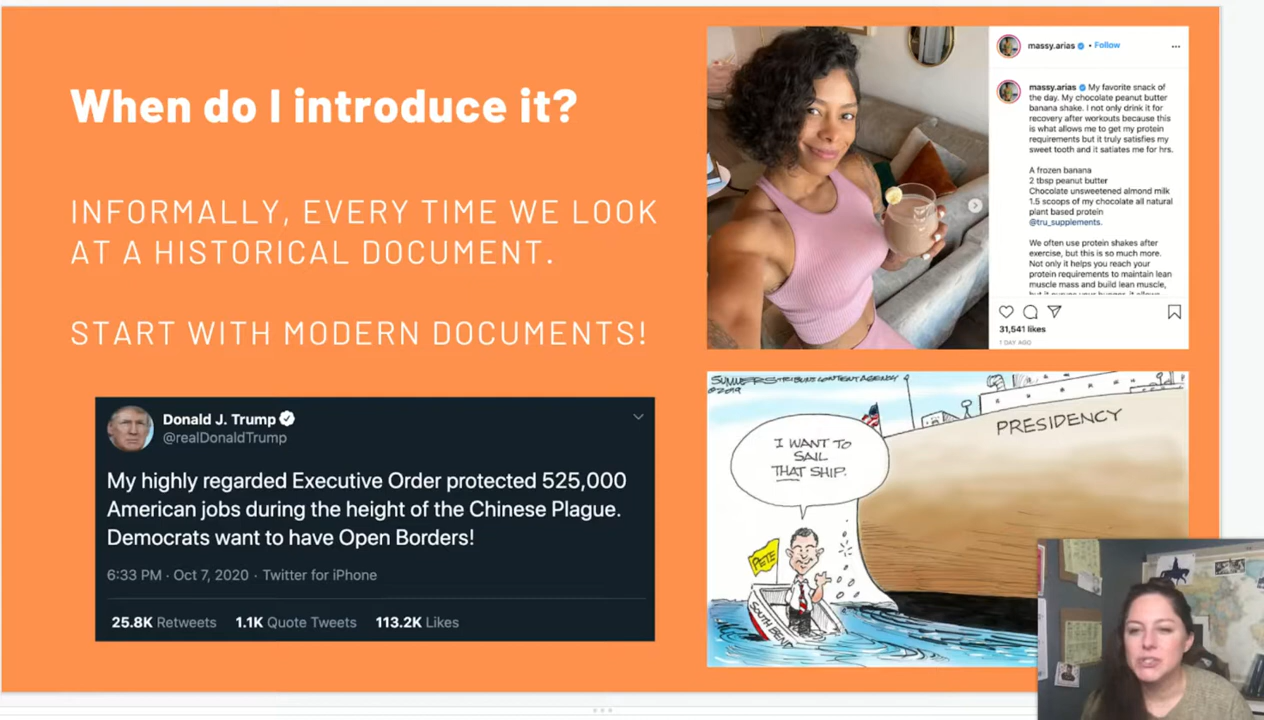 When do I introduce it?
INFORMALLY, EVERY TIME WE LOOK
AT A HISTORICAL DOCUMENT.
START WITH MODERN DOCUMENTS!
Donald J. Trump
@realDonaldTrump
My highly regarded Executive Order protected 525,000
American jobs during the height of the Chinese Plague.
Democrats want to have Open Borders!
6:33 PM · Oct 7, 2020 · Twitter for iPhone
25.8K Retweets 1.1K Quote Tweets 113.2K Likes
massy.arias • Follow
massy.arias My favorite snack of
the day. My chocolate peanut butter
banana shake. I not only drink it for
recovery after workouts because this
is what allows me to get my protein
requirements but it truly satisfies my
sweet tooth and it satiates me for hrs.
A frozen banana
2 tbsp peanut butter
Chocolate unsweetened almond milk
1.5 scoops of my chocolate all natural
plant based protein
@tru_supplements.
We often use protein shakes after
exercise, but this is so much more.
Not only it helps you reach your
protein requirements to maintain lean
muscle mass and build lean muscle,
31,541 likes
1 DAY AGO
SUMMERS TRIBUNE CONTENT AGENCY
©2019
PRESIDENCY
I WANT TO
SAIL
THAT SHIP.
PETE
SOUTH BEND